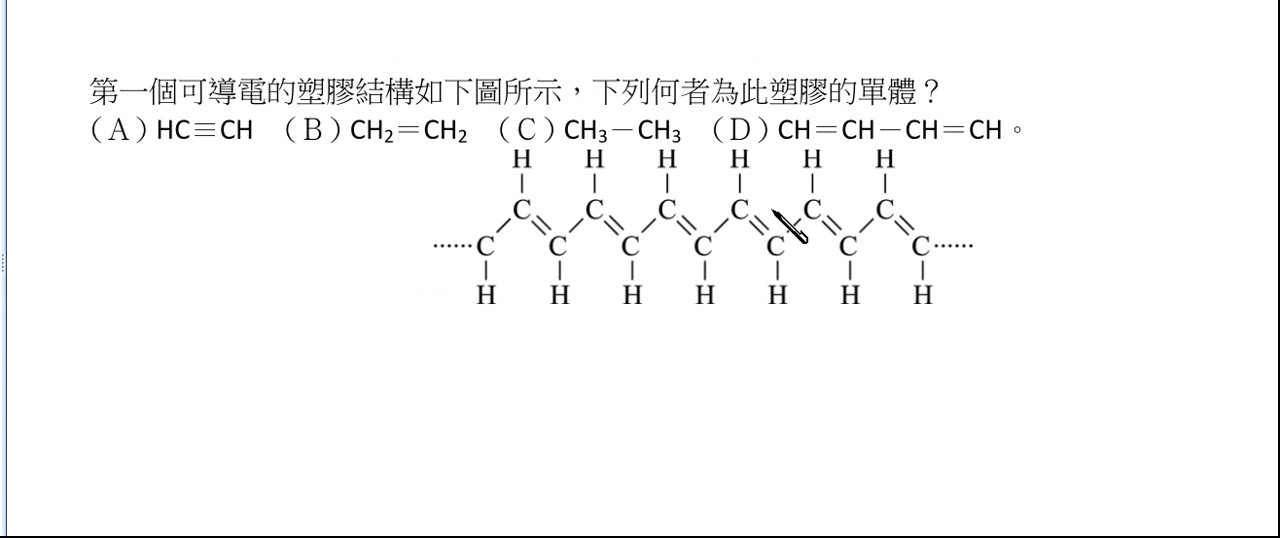 第一個可導電的塑膠結構如下圖所示，下列何者為此塑膠的單體？
（A）HC≡CH （B）CH₂＝CH₂ （C）CH₃－CH₃ （D）CH＝CH－CH＝CH。
H H H H H H
C C C C C C
……C C C C C C C……
H H H H H H H